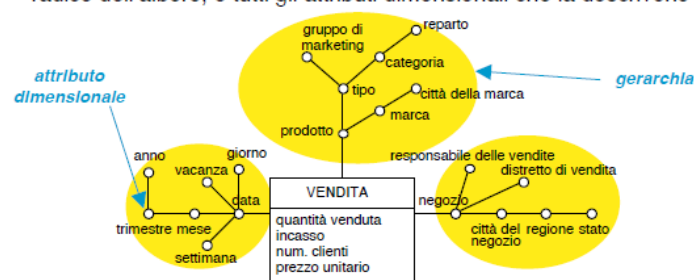 radice dell'albero, e tutti gli attributi dimensionali che la descrivono
gruppo di
marketing
reparto
categoria
tipo
città della marca
marca
prodotto
attributo
dimensionale
gerarchia
anno
vacanza
giorno
data
trimestre mese
settimana
VENDITA
quantità venduta
incasso
num. clienti
prezzo unitario
responsabile delle vendite
distretto di vendita
negozio
città del
negozio
regione stato